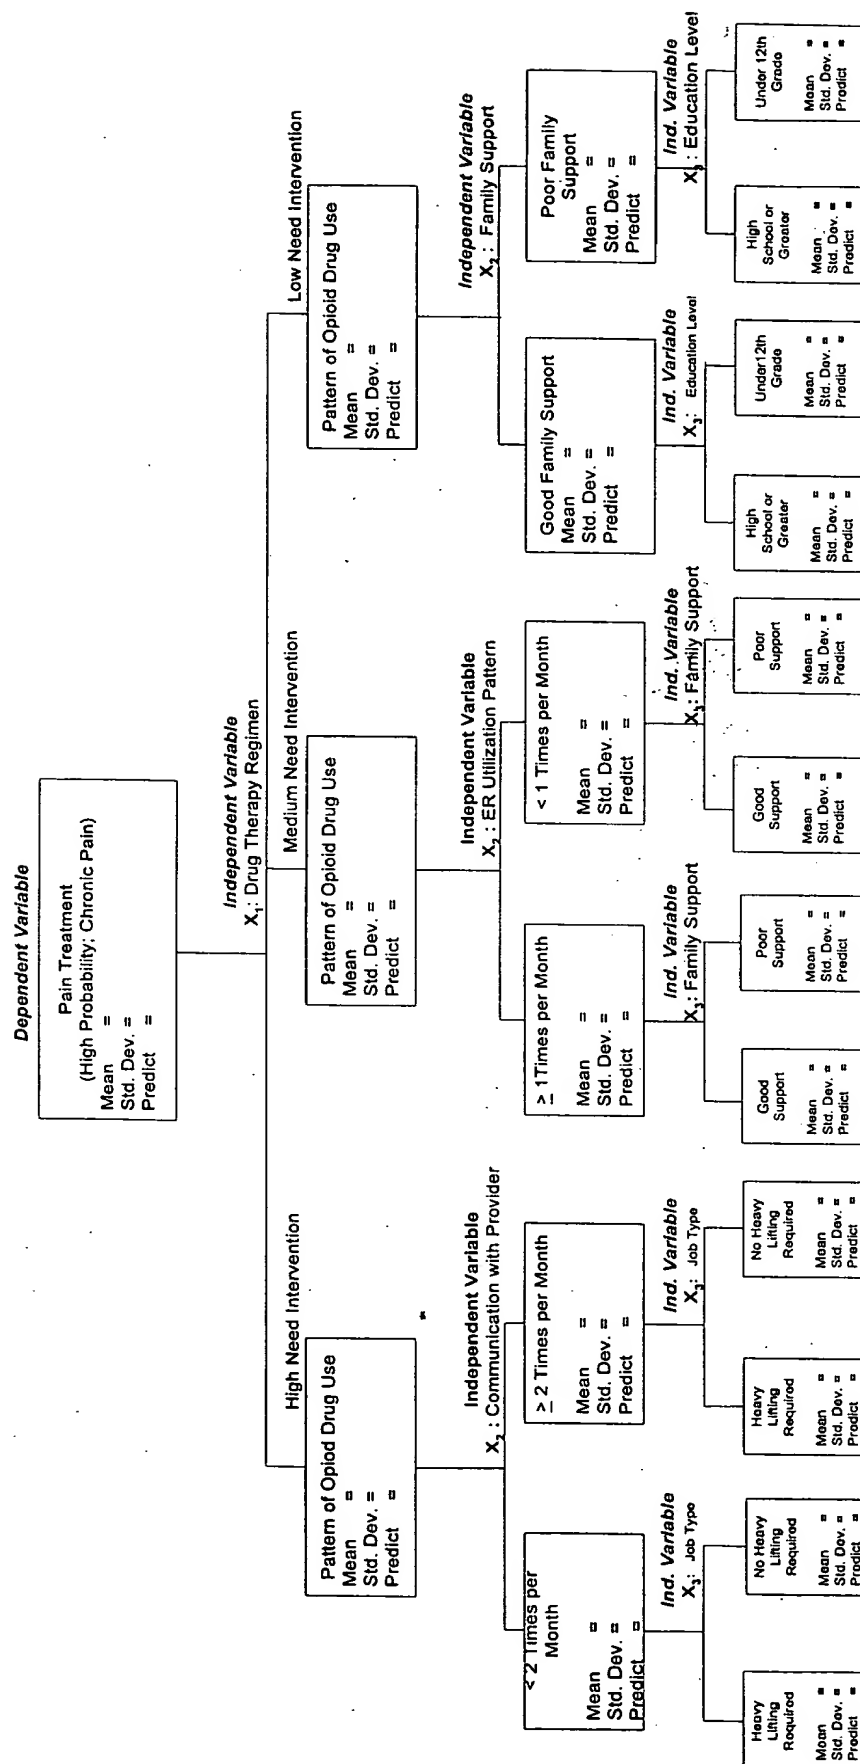 Dependent Variable
Pain Treatment
(High Probability; Chronic Pain)
Mean =
Std. Dev. =
Predict =
Independent Variable
X₁: Drug Therapy Regimen
High Need Intervention
Medium Need Intervention
Low Need Intervention
Pattern of Opiod Drug Use
Mean =
Std. Dev. =
Predict =
Pattern of Opioid Drug Use
Mean =
Std. Dev. =
Predict =
Pattern of Opioid Drug Use
Mean =
Std. Dev. =
Predict =
Independent Variable
X₂: Communication with Provider
Independent Variable
X₂: ER Utilization Pattern
Independent Variable
X₂: Family Support
< 2 Times per
Month
Mean =
Std. Dev. =
Predict =
≥ 2 Times per Month
Mean =
Std. Dev. =
Predict =
≥ 1Times per Month
Mean =
Std. Dev. =
Predict =
< 1 Times per Month
Mean =
Std. Dev. =
Predict =
Good Family Support
Mean =
Std. Dev. =
Predict =
Poor Family
Support
Mean =
Std. Dev. =
Predict =
Ind. Variable
X₃: Job Type
Ind. Variable
X₃: Job Type
Ind. Variable
X₃: Family Support
Ind. Variable
X₃: Family Support
Ind. Variable
X₃: Education Level
Ind. Variable
X₃: Education Level
Heavy
Lifting
Required
Mean =
Std. Dev. =
Predict =
No Heavy
Lifting
Required
Mean =
Std. Dev. =
Predict =
Heavy
Lifting
Required
Mean =
Std. Dev. =
Predict =
No Heavy
Lifting
Required
Mean =
Std. Dev. =
Predict =
Good
Support
Mean =
Std. Dev. =
Predict =
Poor
Support
Mean =
Std. Dev. =
Predict =
Good
Support
Mean =
Std. Dev. =
Predict =
Poor
Support
Mean =
Std. Dev. =
Predict =
High
School or
Greater
Mean =
Std. Dev. =
Predict =
Under12th
Grade
Mean =
Std. Dev. =
Predict =
High
School or
Greater
Mean =
Std. Dev. =
Predict =
Under 12th
Grade
Mean =
Std. Dev. =
Predict =